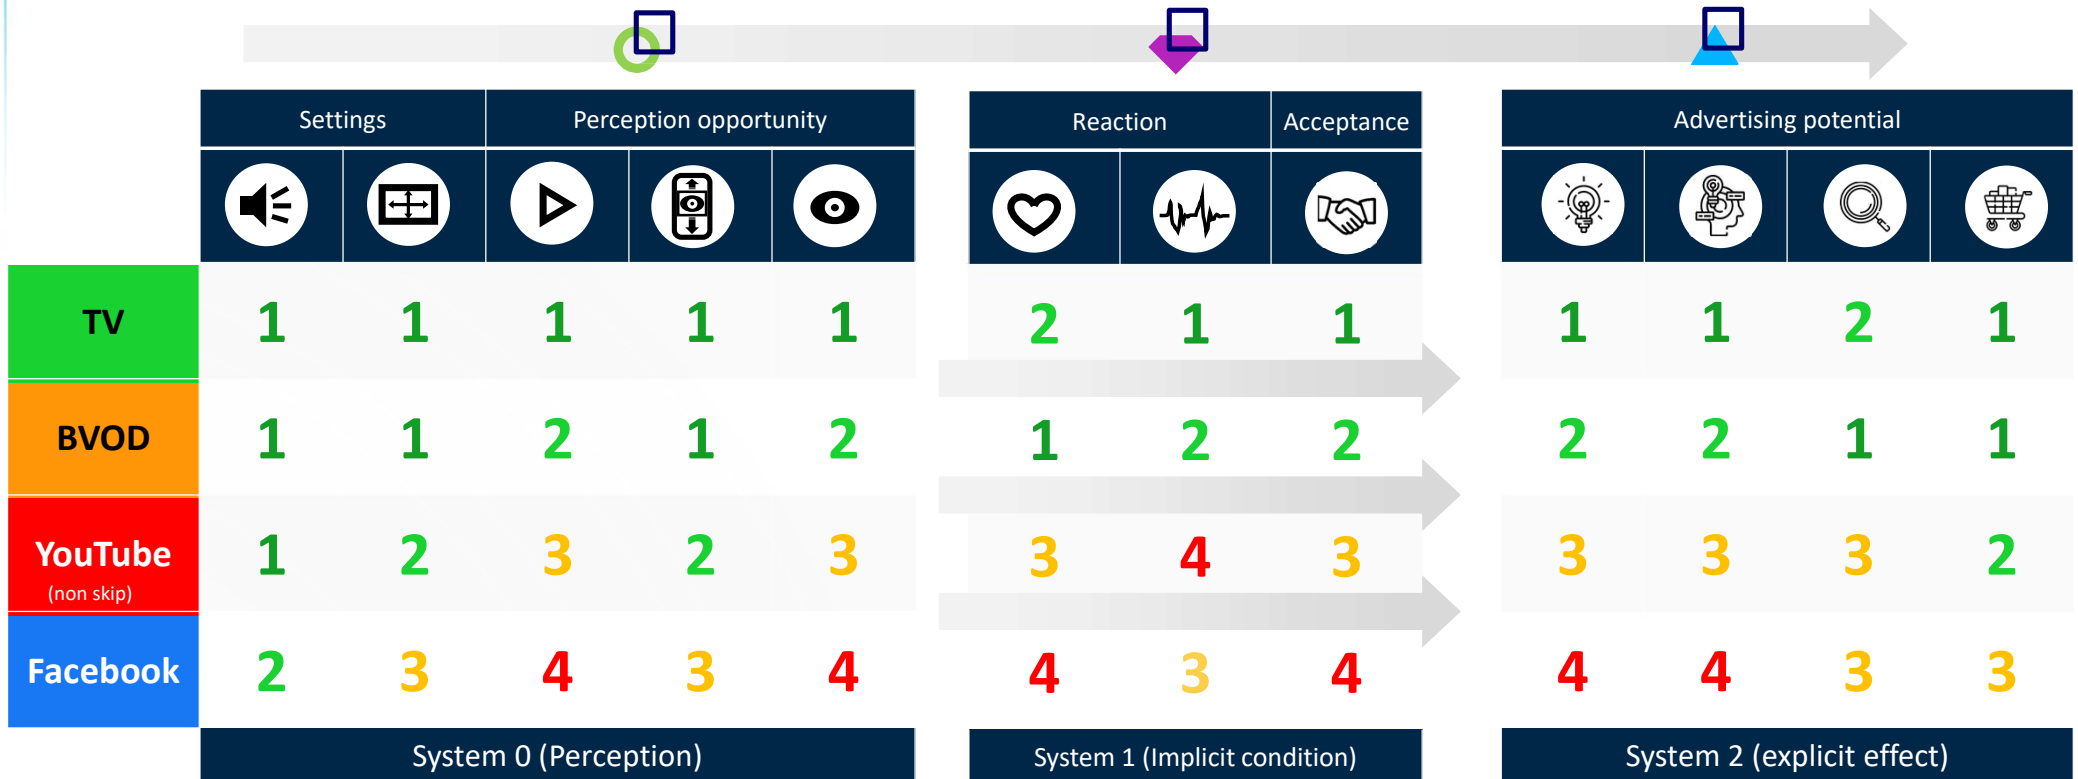 Settings Perception opportunity Reaction Acceptance Advertising potential
TV 1 1 1 1 1 2 1 1 1 1 2 1
BVOD 1 1 2 1 2 1 2 2 2 2 1 1
YouTube 1 2 3 2 3 3 4 3 3 3 3 2
(non skip)
Facebook 2 3 4 3 4 4 3 4 4 4 3 3
System 0 (Perception) System 1 (Implicit condition) System 2 (explicit effect)